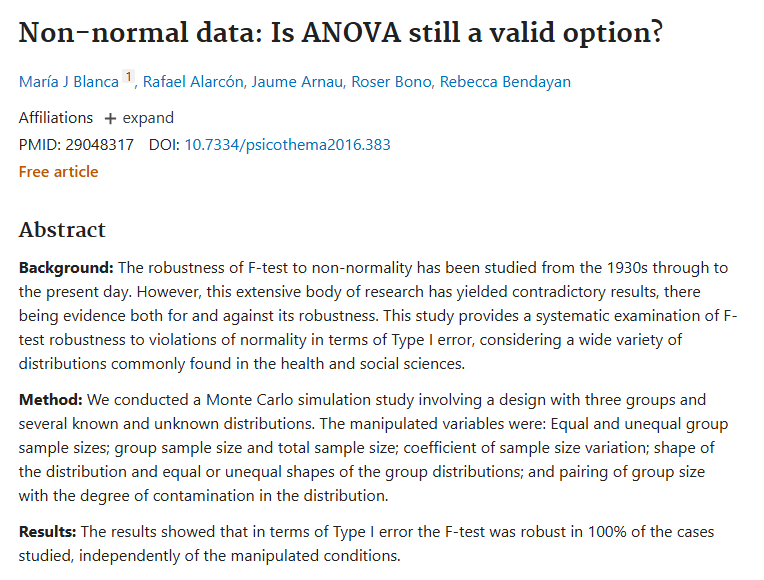 Non-normal data: Is ANOVA still a valid option?
María J Blanca 1, Rafael Alarcón, Jaume Arnau, Roser Bono, Rebecca Bendayan
Affiliations + expand
PMID: 29048317 DOI: 10.7334/psicothema2016.383
Free article
Abstract
Background: The robustness of F-test to non-normality has been studied from the 1930s through to
the present day. However, this extensive body of research has yielded contradictory results, there
being evidence both for and against its robustness. This study provides a systematic examination of F-
test robustness to violations of normality in terms of Type I error, considering a wide variety of
distributions commonly found in the health and social sciences.
Method: We conducted a Monte Carlo simulation study involving a design with three groups and
several known and unknown distributions. The manipulated variables were: Equal and unequal group
sample sizes; group sample size and total sample size; coefficient of sample size variation; shape of
the distribution and equal or unequal shapes of the group distributions; and pairing of group size
with the degree of contamination in the distribution.
Results: The results showed that in terms of Type I error the F-test was robust in 100% of the cases
studied, independently of the manipulated conditions.